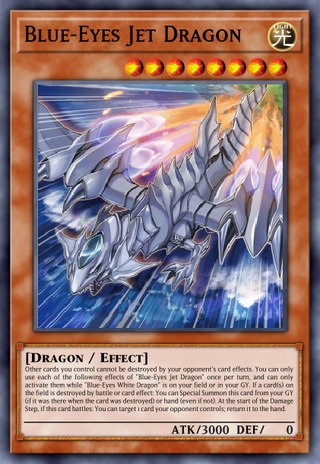 Blue-Eyes Jet Dragon
LIGHT
光
[Dragon / Effect]
Other cards you control cannot be destroyed by your opponent's card effects. You can only
use each of the following effects of "Blue-Eyes Jet Dragon" once per turn, and can only
activate them while "Blue-Eyes White Dragon" is on your field or in your GY. If a card(s) on
the field is destroyed by battle or card effect: You can Special Summon this card from your GY
(if it was there when the card was destroyed) or hand (even if not). At the start of the Damage
Step, if this card battles: You can target 1 card your opponent controls; return it to the hand.
ATK/3000 DEF/ 0